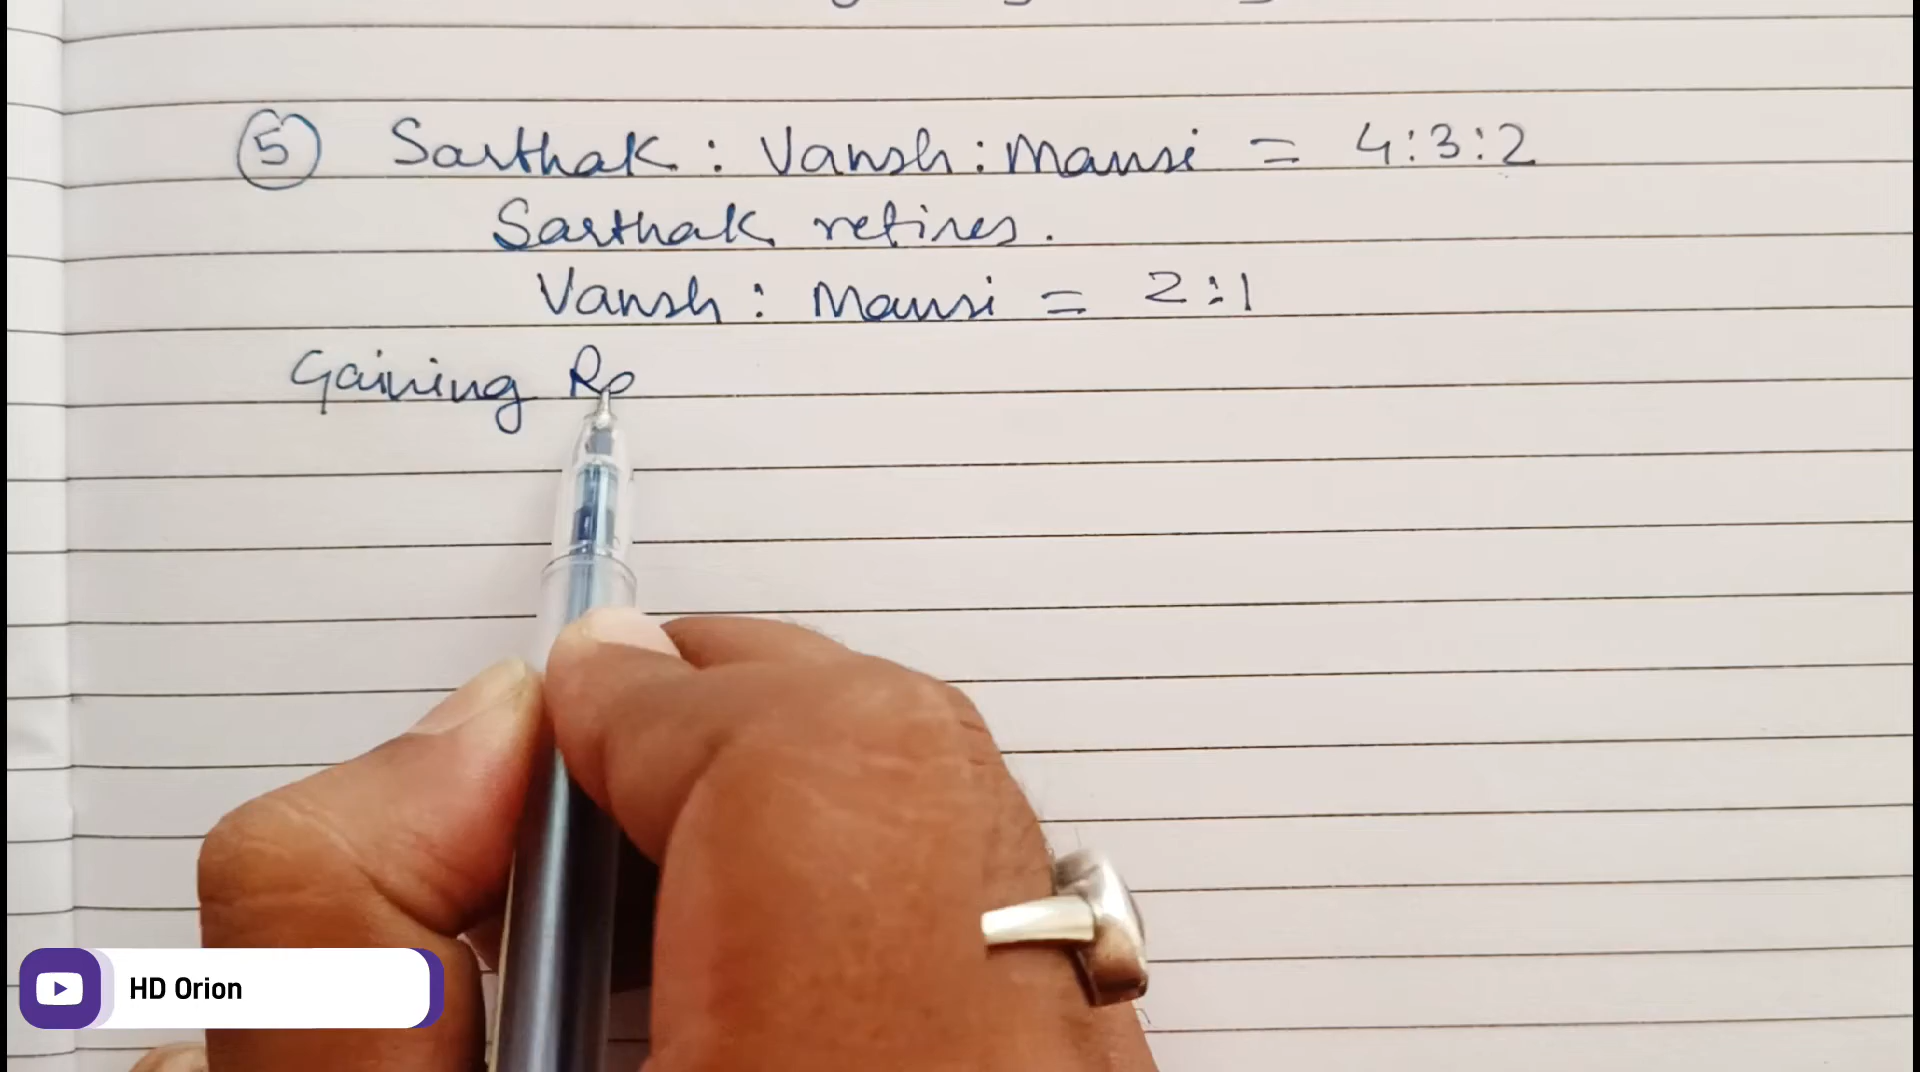 5 Sarthak : Vansh : Mansi = 4:3:2
Sarthak retires.
Vansh : Mansi = 2:1
Gaining Ra
HD Orion